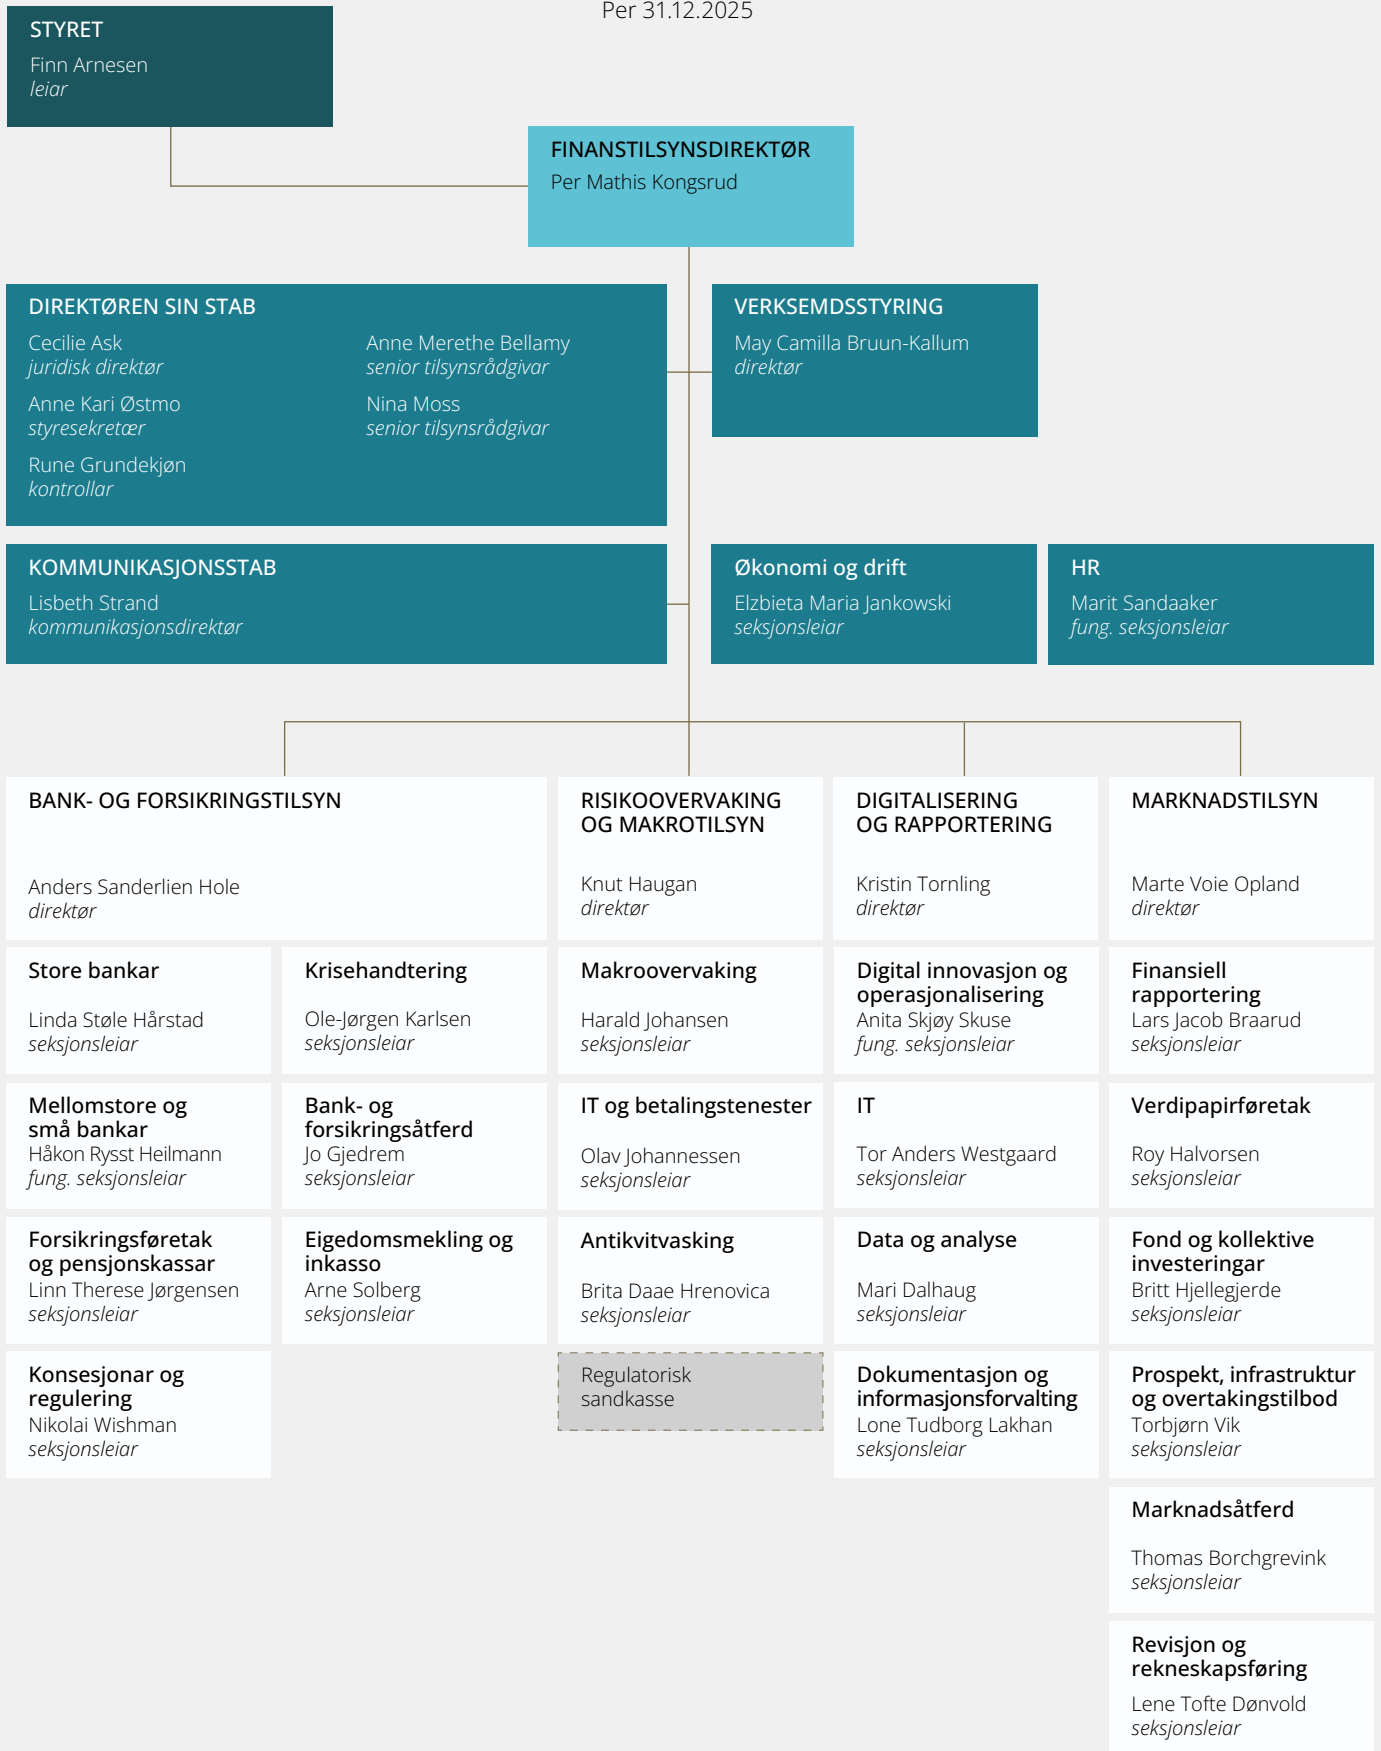 Per 31.12.2025
STYRET
Finn Arnesen
leiar
FINANSTILSYNSDIREKTØR
Per Mathis Kongsrud
DIREKTØREN SIN STAB
Cecilie Ask
juridisk direktør
Anne Kari Østmo
styresekretær
Rune Grundekjøn
kontrollar
Anne Merethe Bellamy
senior tilsynsrådgivar
Nina Moss
senior tilsynsrådgivar
VERKSEMDSSTYRING
May Camilla Bruun-Kallum
direktør
KOMMUNIKASJONSSTAB
Lisbeth Strand
kommunikasjonsdirektør
Økonomi og drift
Elzbieta Maria Jankowski
seksjonsleiar
HR
Marit Sandaaker
fung. seksjonsleiar
BANK- OG FORSIKRINGSTILSYN
Anders Sanderlien Hole
direktør
Store bankar
Linda Støle Hårstad
seksjonsleiar
Mellomstore og
små bankar
Håkon Rysst Heilmann
fung. seksjonsleiar
Forsikringsføretak
og pensjonskassar
Linn Therese Jørgensen
seksjonsleiar
Konsesjonar og
regulering
Nikolai Wishman
seksjonsleiar
Krisehandtering
Ole-Jørgen Karlsen
seksjonsleiar
Bank- og
forsikringsåtferd
Jo Gjedrem
seksjonsleiar
Eigedomsmekling og
inkasso
Arne Solberg
seksjonsleiar
RISIKOOVERVAKING
OG MAKROTILSYN
Knut Haugan
direktør
Makroovervaking
Harald Johansen
seksjonsleiar
IT og betalingstenester
Olav Johannessen
seksjonsleiar
Antikvitvasking
Brita Daae Hrenovica
seksjonsleiar
Regulatorisk
sandkasse
DIGITALISERING
OG RAPPORTERING
Kristin Tornling
direktør
Digital innovasjon og
operasjonalisering
Anita Skjøy Skuse
fung. seksjonsleiar
IT
Tor Anders Westgaard
seksjonsleiar
Data og analyse
Mari Dalhaug
seksjonsleiar
Dokumentasjon og
informasjonsforvalting
Lone Tudborg Lakhan
seksjonsleiar
MARKNADSTILSYN
Marte Voie Opland
direktør
Finansiell
rapportering
Lars Jacob Braarud
seksjonsleiar
Verdipapirføretak
Roy Halvorsen
seksjonsleiar
Fond og kollektive
investeringar
Britt Hjellegjerde
seksjonsleiar
Prospekt, infrastruktur
og overtakingstilbod
Torbjørn Vik
seksjonsleiar
Marknadsåtferd
Thomas Borchgrevink
seksjonsleiar
Revisjon og
rekneskapsføring
Lene Tofte Dønvold
seksjonsleiar